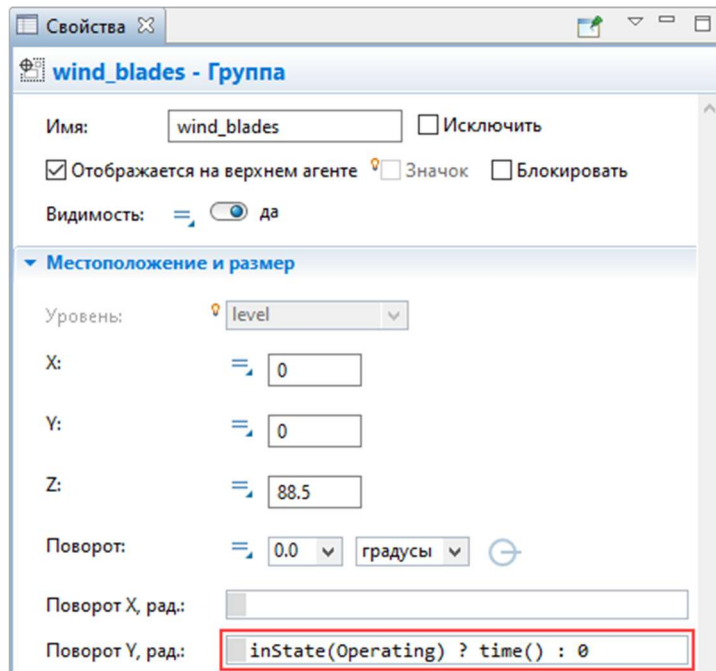 Свойства
wind_blades - Группа
Имя: wind_blades Исключить
Отображается на верхнем агенте Значок Блокировать
Видимость: да
Местоположение и размер
Уровень: level
X: 0
Y: 0
Z: 88.5
Поворот: 0.0 градусы
Поворот X, рад.:
Поворот Y, рад.: inState(Operating) ? time() : 0